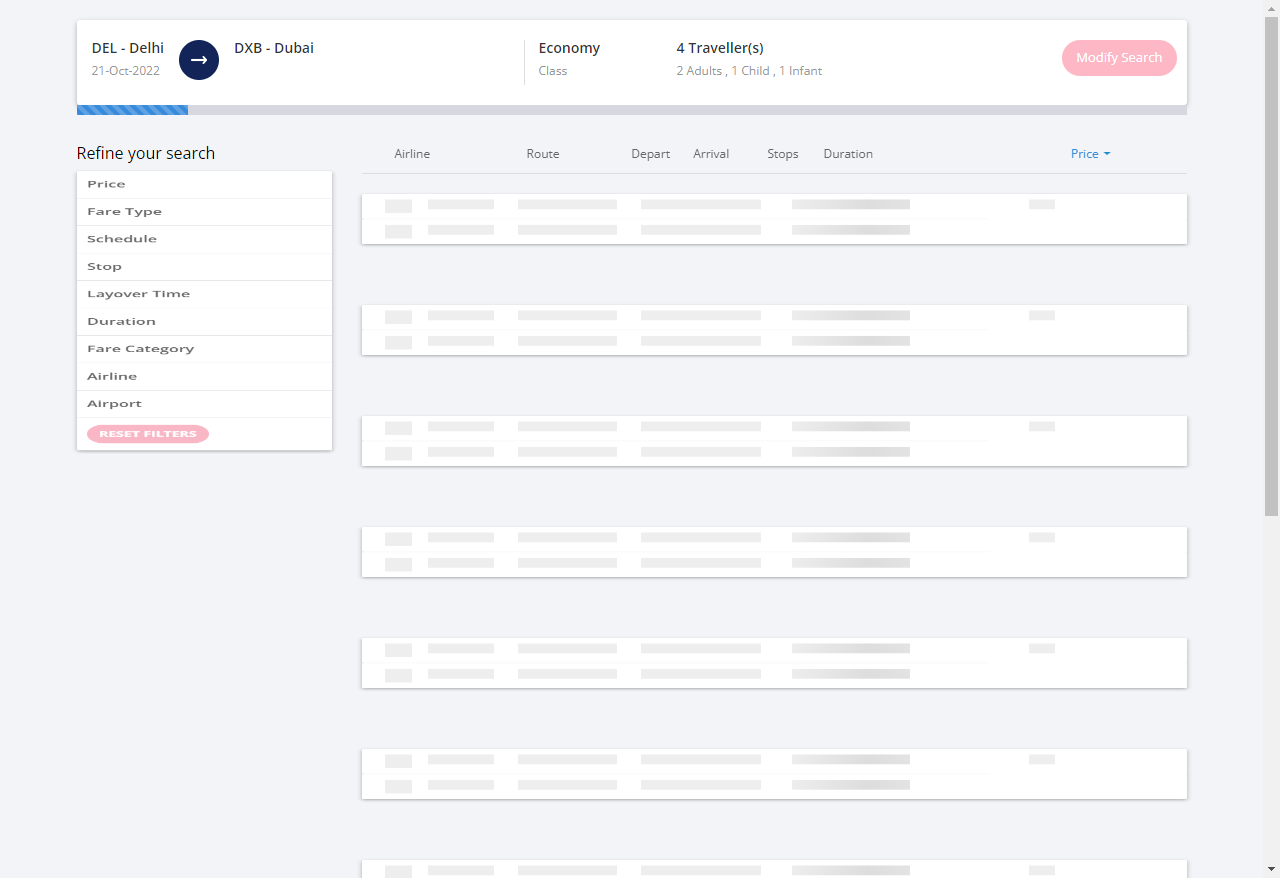 DEL - Delhi
DXB - Dubai
21-Oct-2022
Economy
Class
4 Traveller(s)
2 Adults , 1 Child , 1 Infant
Modify Search
Refine your search
Airline Route Depart Arrival Stops Duration Price
Price
Fare Type
Schedule
Stop
Layover Time
Duration
Fare Category
Airline
Airport
RESET FILTERS